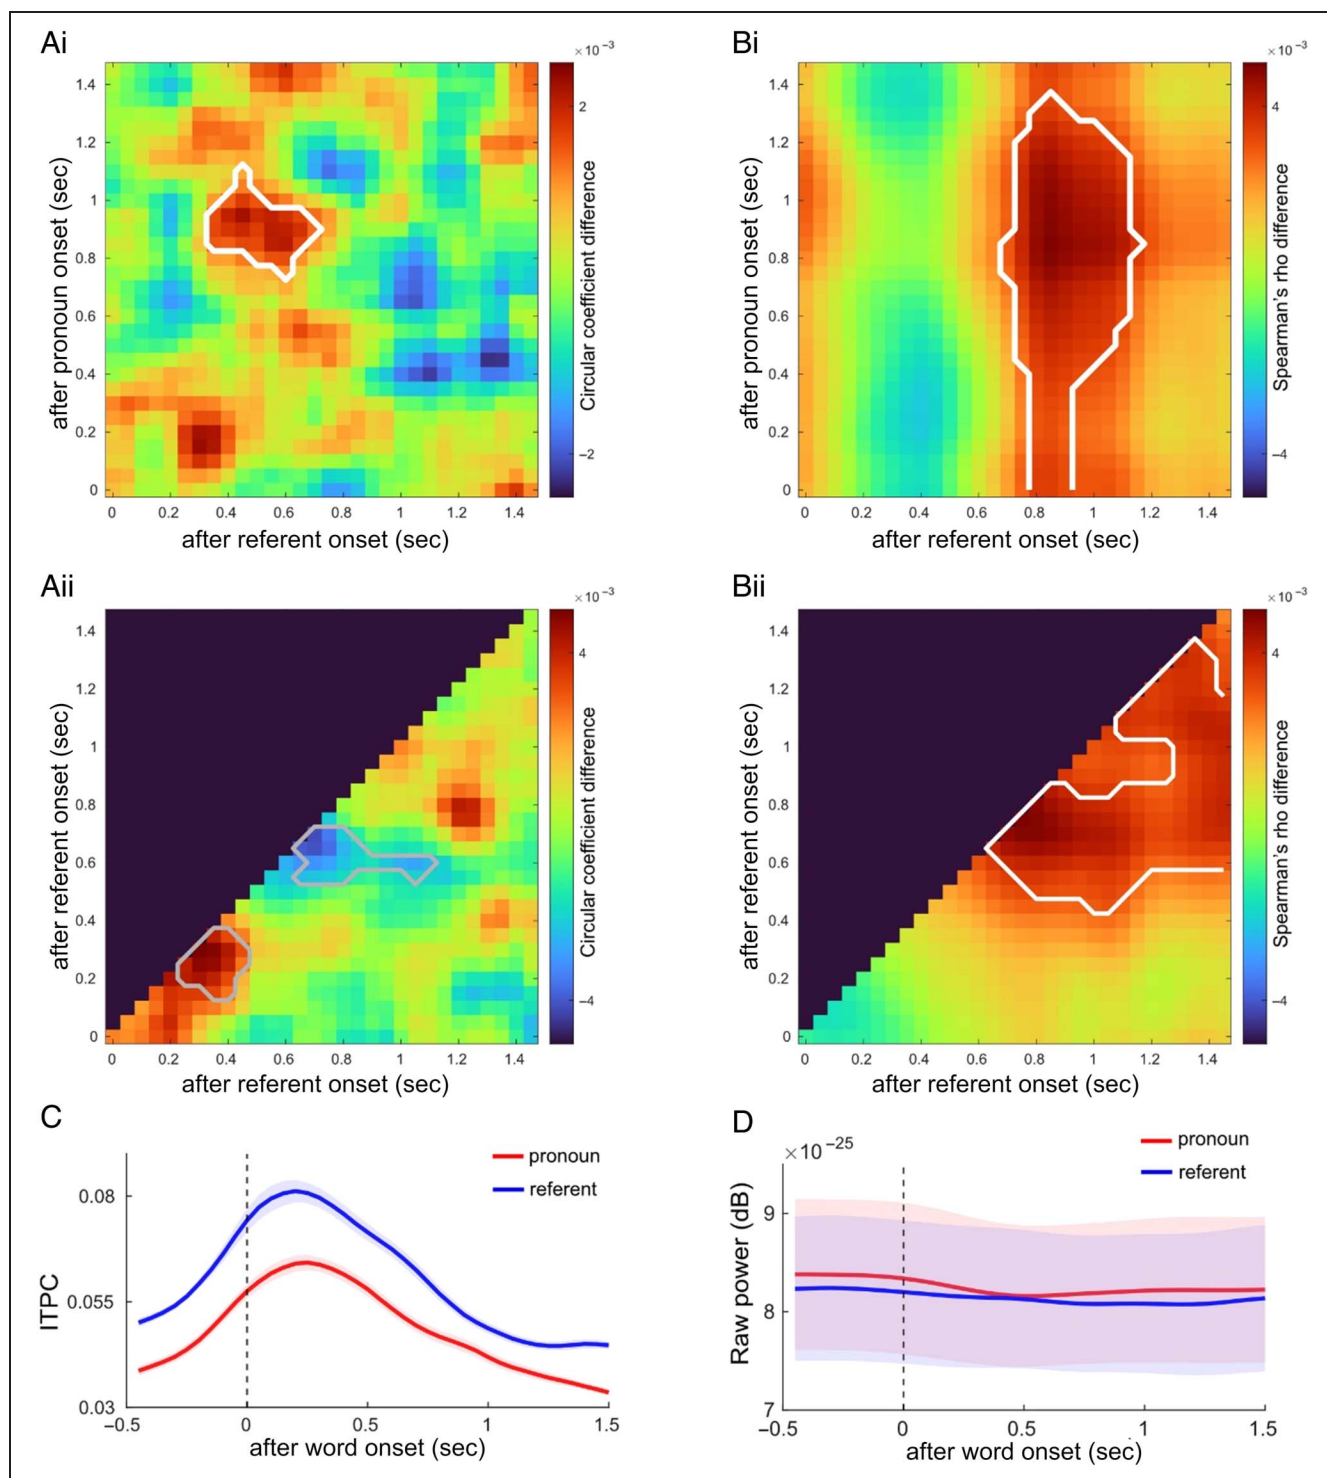 Ai
×10⁻³
1.4
1.2
1
0.8
0.6
0.4
0.2
0
0 0.2 0.4 0.6 0.8 1 1.2 1.4
after pronoun onset (sec)
after referent onset (sec)
2
−2
Circular coefficient difference
Bi
×10⁻³
1.4
1.2
1
0.8
0.6
0.4
0.2
0
0 0.2 0.4 0.6 0.8 1 1.2 1.4
after pronoun onset (sec)
after referent onset (sec)
4
−4
Spearman's rho difference
Aii
×10⁻³
1.4
1.2
1
0.8
0.6
0.4
0.2
0
0 0.2 0.4 0.6 0.8 1 1.2 1.4
after referent onset (sec)
after referent onset (sec)
4
−4
Circular coefficient difference
Bii
×10⁻³
1.4
1.2
1
0.8
0.6
0.4
0.2
0
0 0.2 0.4 0.6 0.8 1 1.2 1.4
after referent onset (sec)
after referent onset (sec)
4
−4
Spearman's rho difference
C
pronoun
referent
0.08
0.055
0.03
ITPC
−0.5 0 0.5 1 1.5
after word onset (sec)
D
×10⁻²⁵
pronoun
referent
9
8
7
Raw power (dB)
−0.5 0 0.5 1 1.5
after word onset (sec)